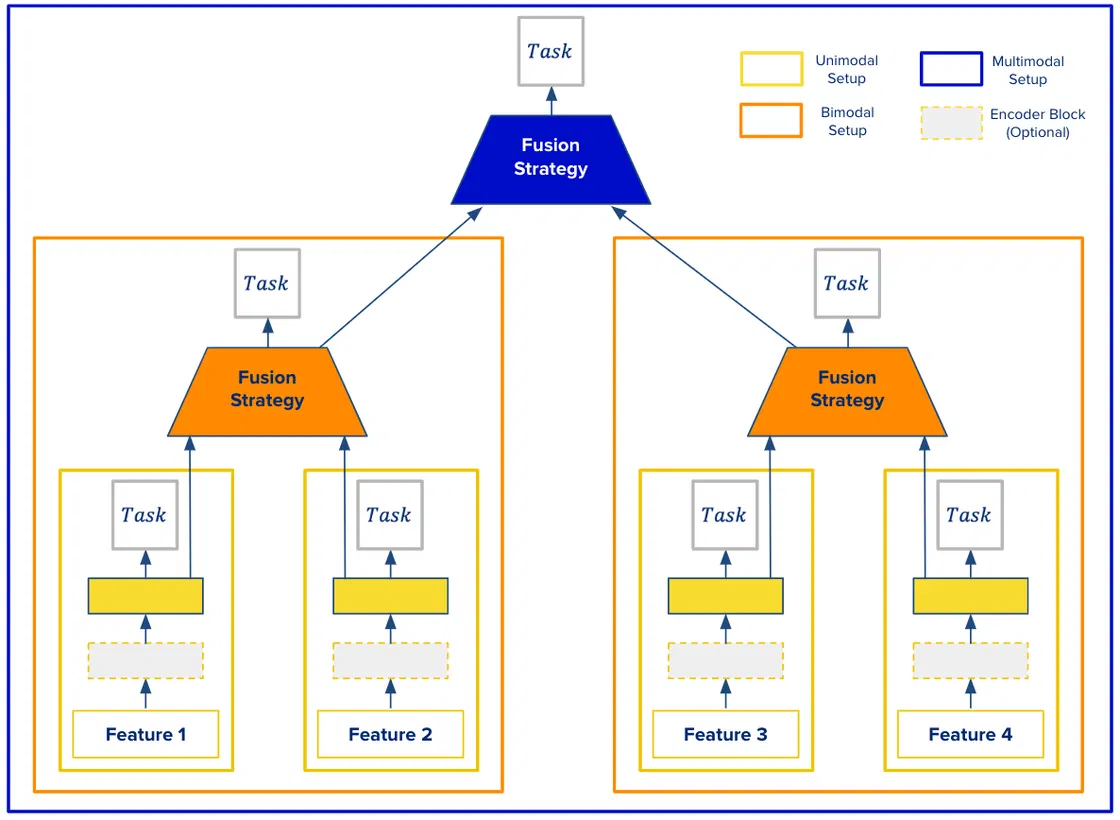 Task
Unimodal
Setup
Multimodal
Setup
Bimodal
Setup
Encoder Block
(Optional)
Fusion
Strategy
Task
Task
Fusion
Strategy
Fusion
Strategy
Task
Task
Task
Task
Feature 1
Feature 2
Feature 3
Feature 4